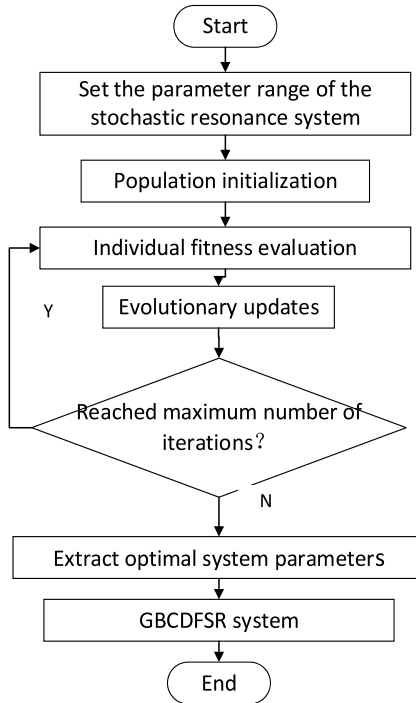 Start
Set the parameter range of the
stochastic resonance system
Population initialization
Individual fitness evaluation
Evolutionary updates
Y
Reached maximum number of
iterations？
N
Extract optimal system parameters
GBCDFSR system
End